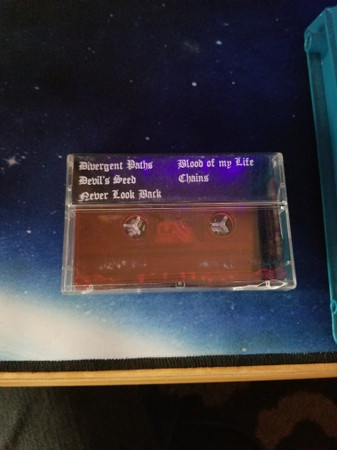 Divergent Paths
Devil's Seed
Never Look Back
Blood of my Life
Chains